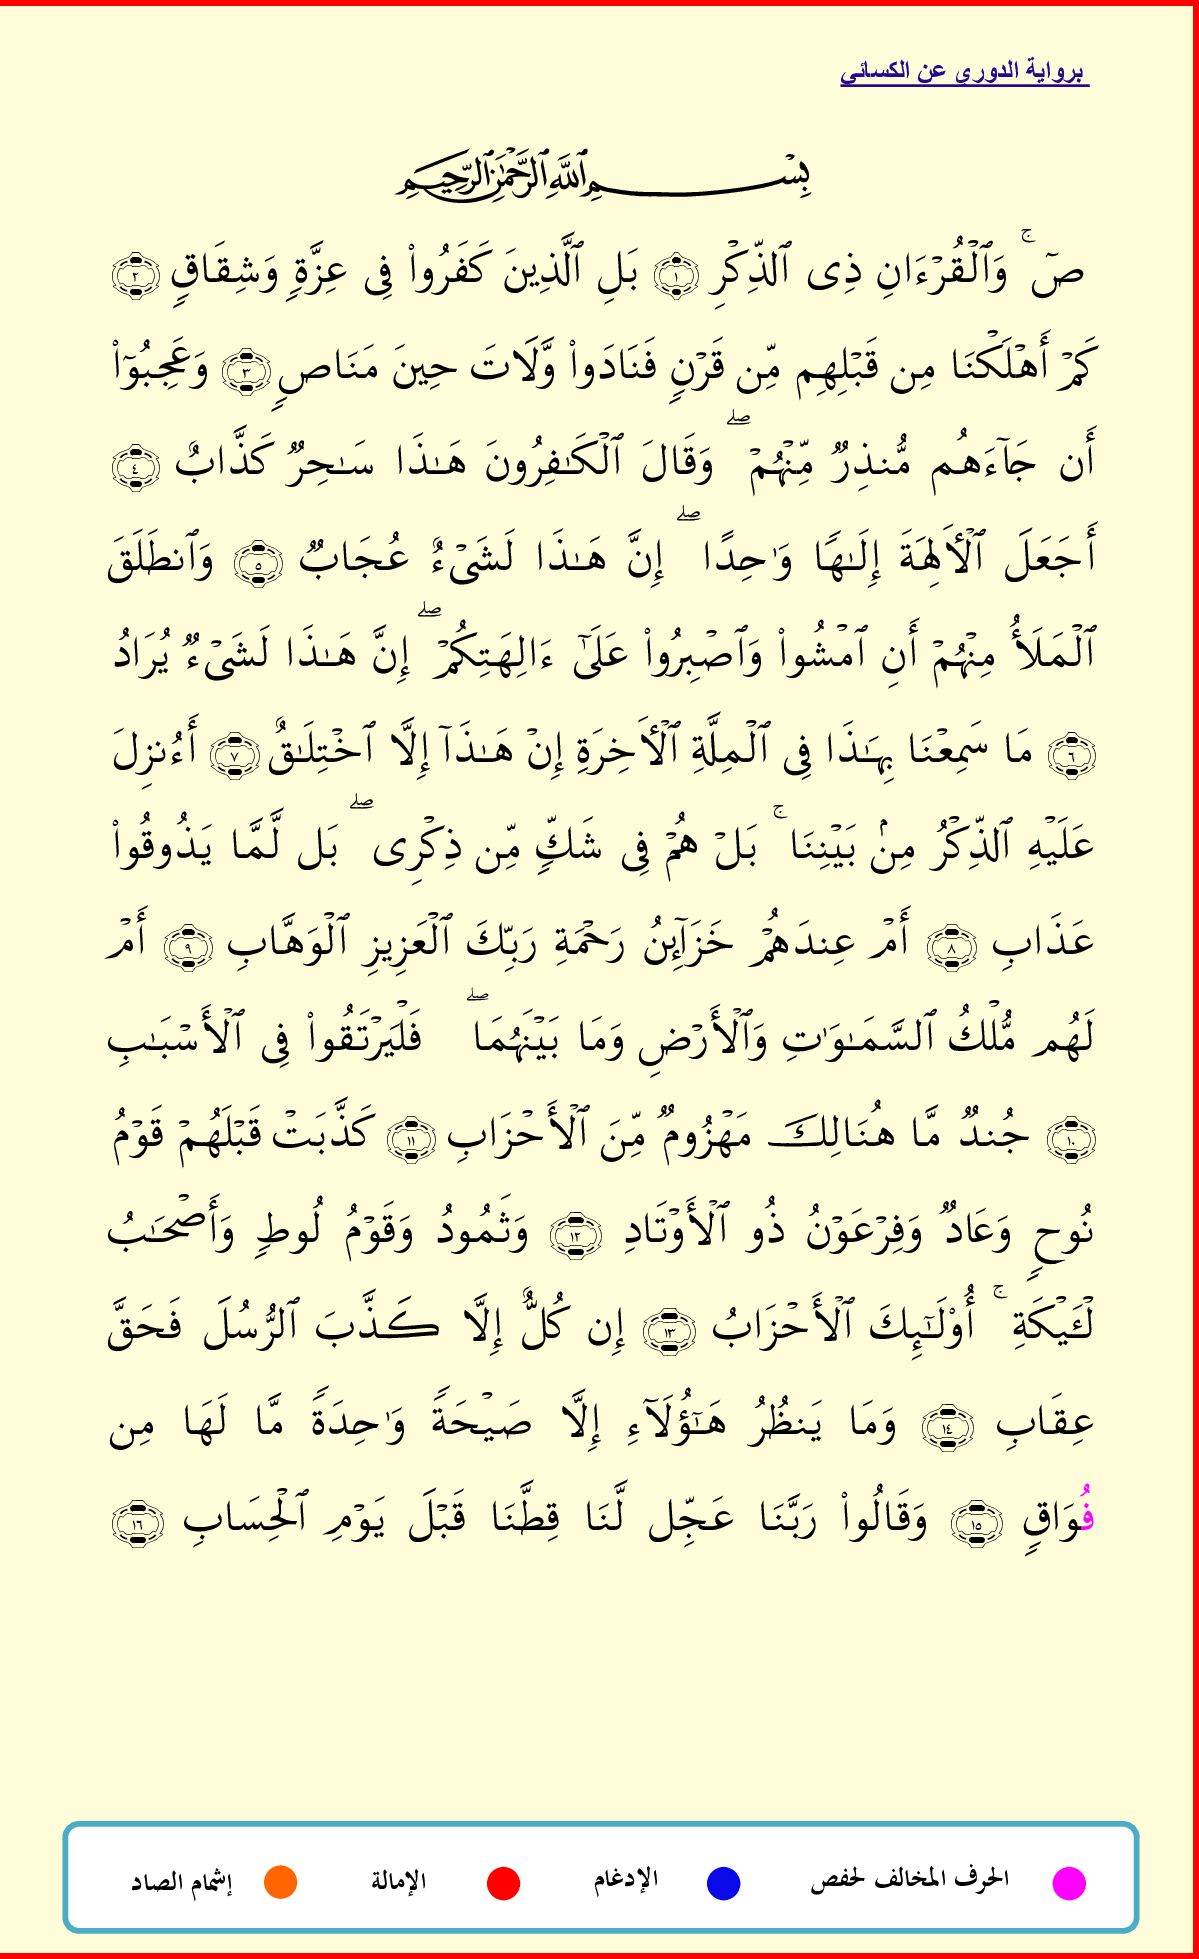 برواية الدوري عن الكسائي
بِسْمِ ٱللَّهِ ٱلرَّحْمَٰنِ ٱلرَّحِيمِ
صٓ ۚ وَٱلْقُرْءَانِ ذِى ٱلذِّكْرِ ١ بَلِ ٱلَّذِينَ كَفَرُوا۟ فِى عِزَّةٍ وَشِقَاقٍ ٢
كَمْ أَهْلَكْنَا مِن قَبْلِهِم مِّن قَرْنٍ فَنَادَوا۟ وَّلَاتَ حِينَ مَنَاصٍ ٣ وَعَجِبُوٓا۟
أَن جَآءَهُم مُّنذِرٌ مِّنْهُمْ ۖ وَقَالَ ٱلْكَـٰفِرُونَ هَـٰذَا سَـٰحِرٌ كَذَّابٌ ٤
أَجَعَلَ ٱلْـَٔالِهَةَ إِلَـٰهًا وَٰحِدًا ۖ إِنَّ هَـٰذَا لَشَىْءٌ عُجَابٌ ٥ وَٱنطَلَقَ
ٱلْمَلَأُ مِنْهُمْ أَنِ ٱمْشُوا۟ وَٱصْبِرُوا۟ عَلَىٰٓ ءَالِهَتِكُمْ ۖ إِنَّ هَـٰذَا لَشَىْءٌ يُرَادُ
٦ مَا سَمِعْنَا بِهَـٰذَا فِى ٱلْمِلَّةِ ٱلْـَٔاخِرَةِ إِنْ هَـٰذَآ إِلَّا ٱخْتِلَـٰقٌ ٧ أَءُنزِلَ
عَلَيْهِ ٱلذِّكْرُ مِنۢ بَيْنِنَا ۚ بَلْ هُمْ فِى شَكٍّ مِّن ذِكْرِى ۖ بَل لَّمَّا يَذُوقُوا۟
عَذَابِ ٨ أَمْ عِندَهُمْ خَزَآئِنُ رَحْمَةِ رَبِّكَ ٱلْعَزِيزِ ٱلْوَهَّابِ ٩ أَمْ
لَهُم مُّلْكُ ٱلسَّمَـٰوَٰتِ وَٱلْأَرْضِ وَمَا بَيْنَهُمَا ۖ فَلْيَرْتَقُوا۟ فِى ٱلْأَسْبَـٰبِ
١٠ جُندٌ مَّا هُنَالِكَ مَهْزُومٌ مِّنَ ٱلْأَحْزَابِ ١١ كَذَّبَتْ قَبْلَهُمْ قَوْمُ
نُوحٍ وَعَادٌ وَفِرْعَوْنُ ذُو ٱلْأَوْتَادِ ١٢ وَثَمُودُ وَقَوْمُ لُوطٍ وَأَصْحَـٰبُ
لْـَٔيْكَةِ ۚ أُو۟لَـٰٓئِكَ ٱلْأَحْزَابُ ١٣ إِن كُلٌّ إِلَّا كَذَّبَ ٱلرُّسُلَ فَحَقَّ
عِقَابِ ١٤ وَمَا يَنظُرُ هَـٰٓؤُلَآءِ إِلَّا صَيْحَةً وَٰحِدَةً مَّا لَهَا مِن
فُوَاقٍ ١٥ وَقَالُوا۟ رَبَّنَا عَجِّل لَّنَا قِطَّنَا قَبْلَ يَوْمِ ٱلْحِسَابِ ١٦
الحرف المخالف لحفص الإدغام الإمالة إشمام الصاد